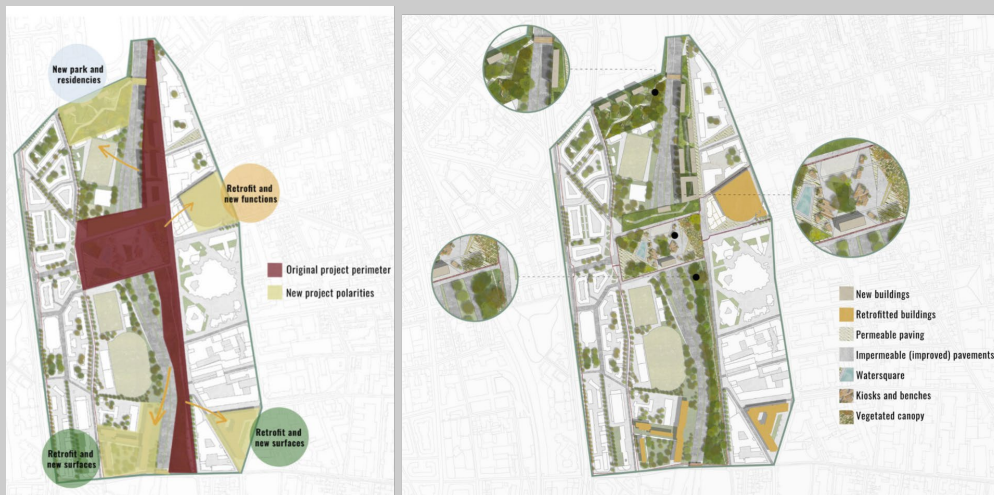 New park and
residencies
Retrofit and
new functions
Original project perimeter
New project polarities
Retrofit and
new surfaces
Retrofit and
new surfaces
New buildings
Retrofitted buildings
Permeable paving
Impermeable (improved) pavements
Watersquare
Kiosks and benches
Vegetated canopy